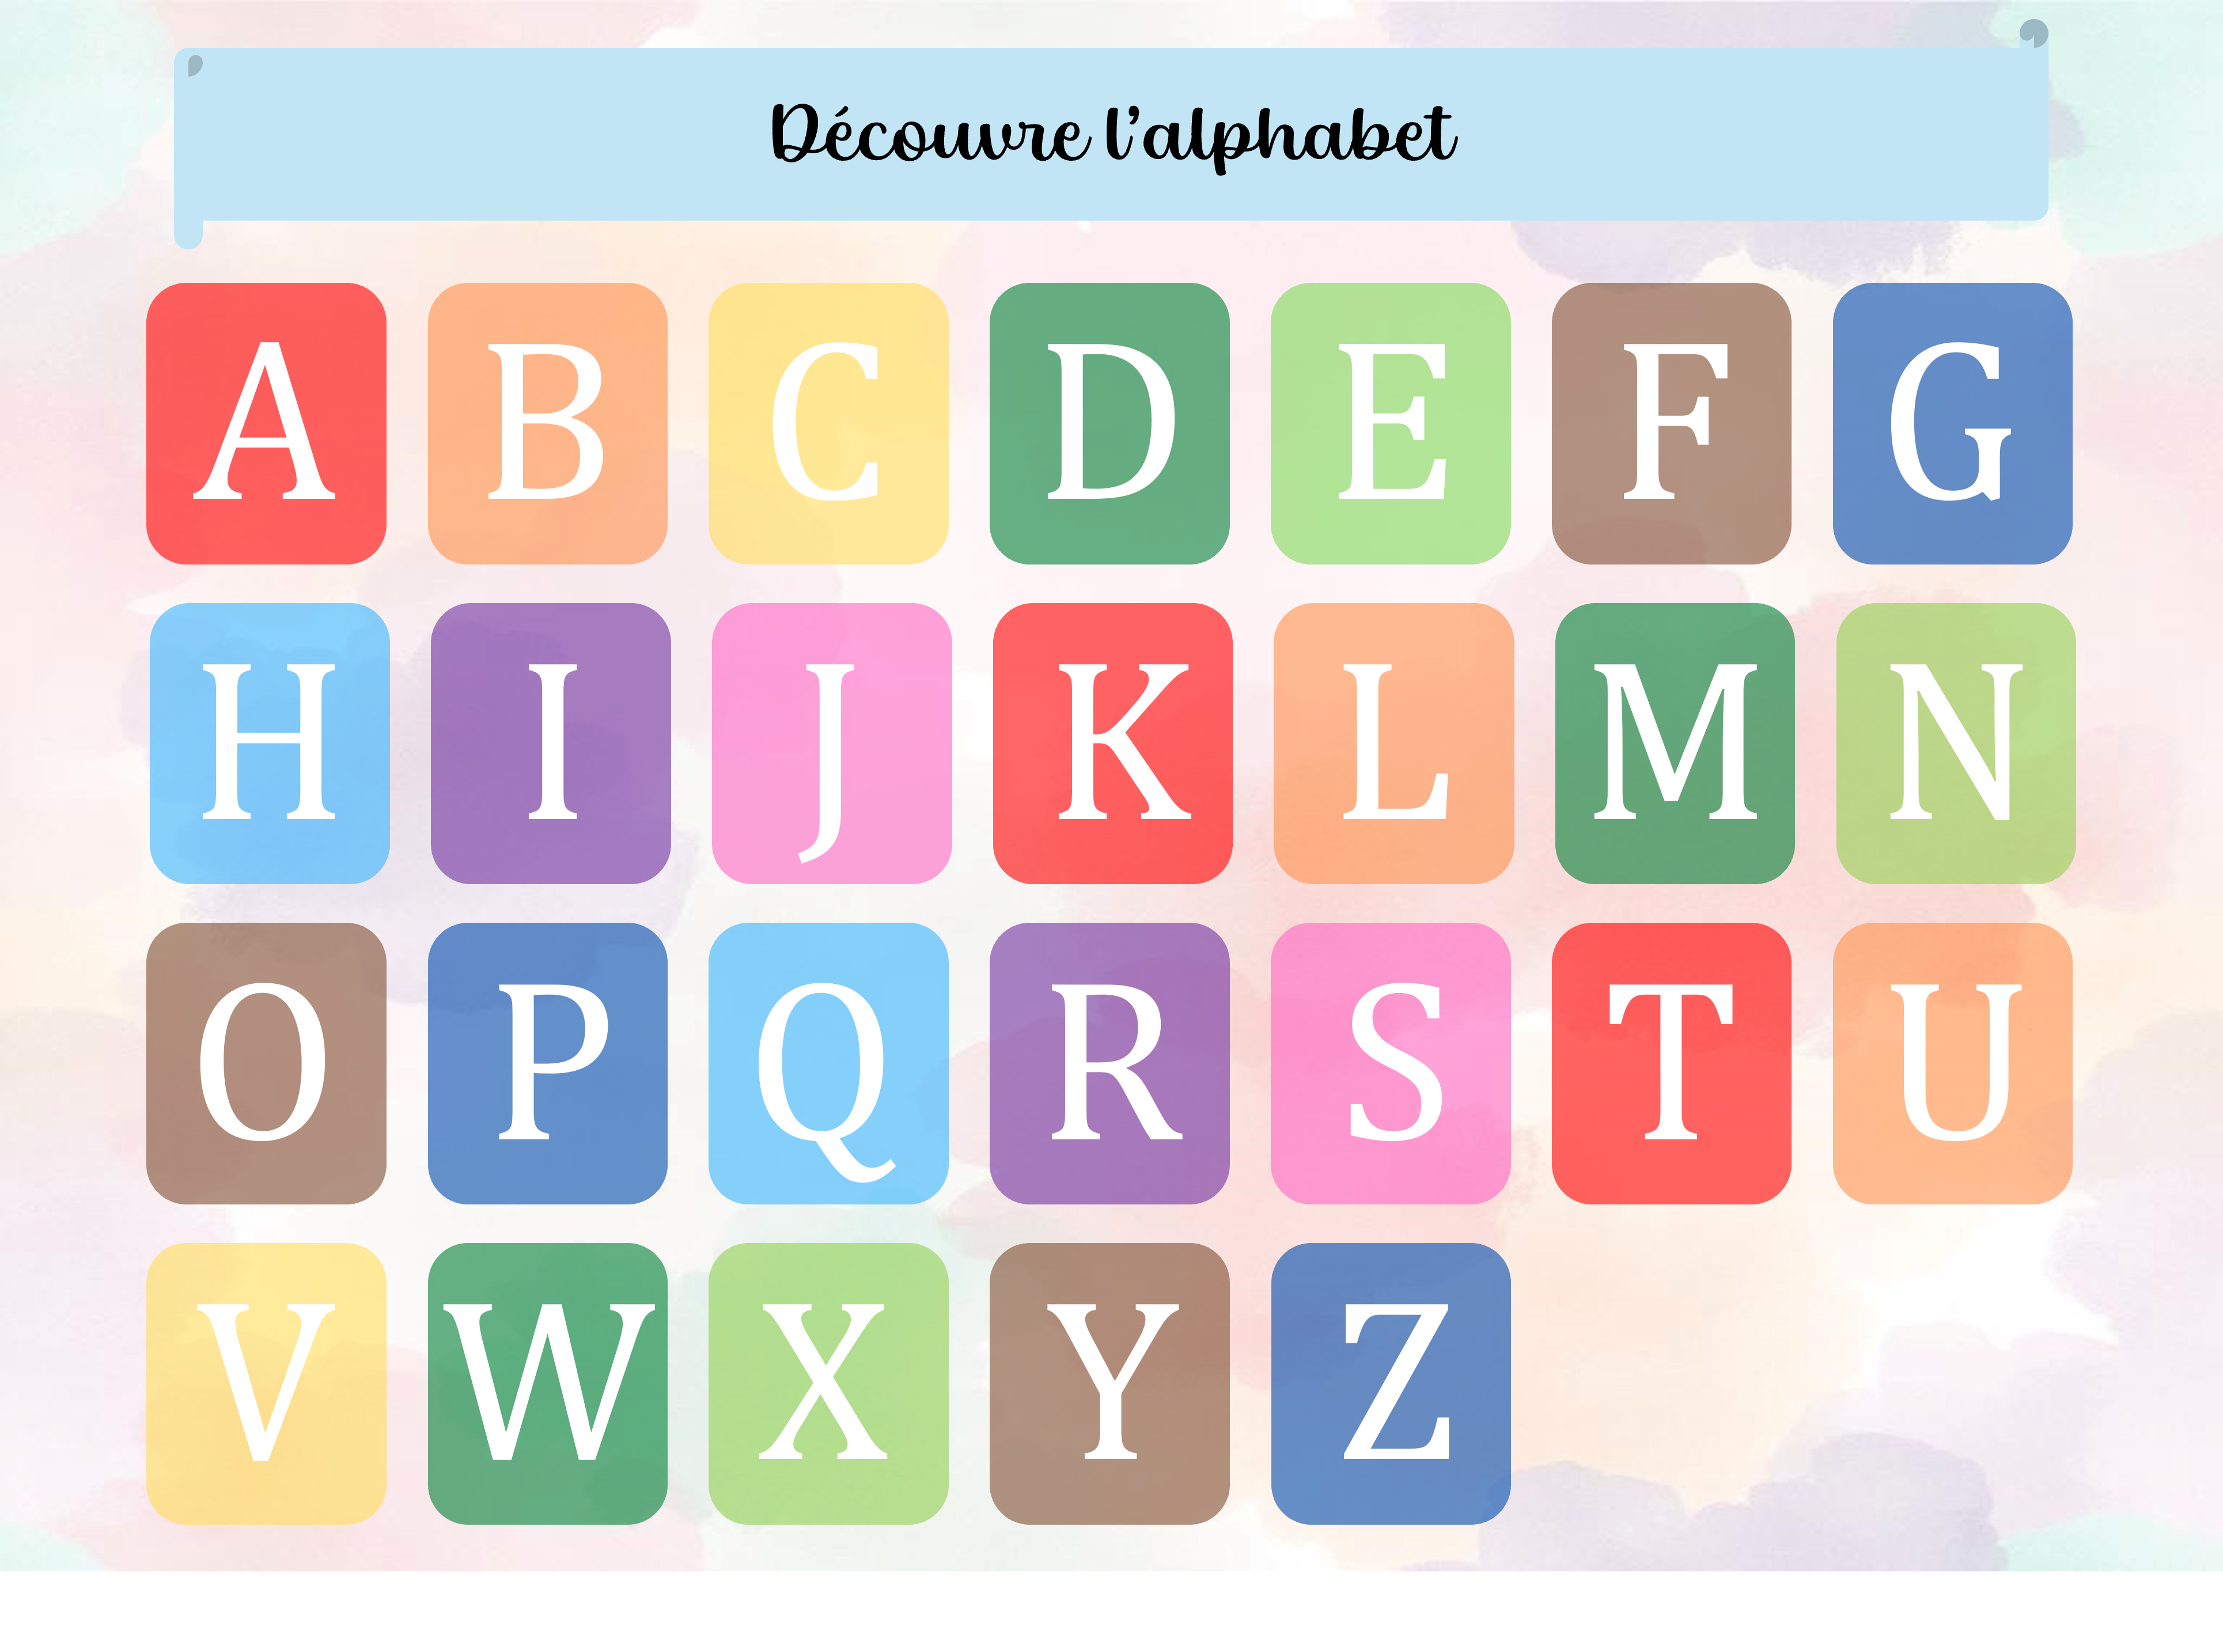 Découvre l'alphabet
A B C D E F G
H I J K L M N
O P Q R S T U
V W X Y Z